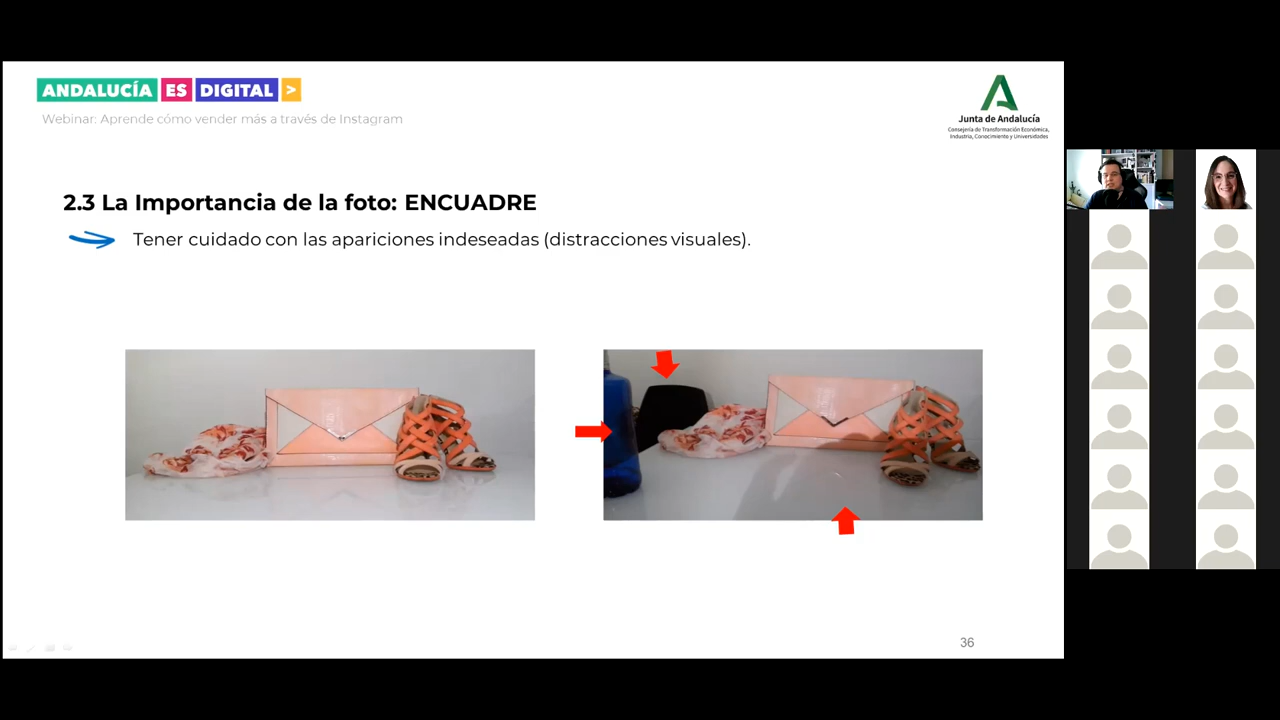 ANDALUCÍA ES DIGITAL >
Webinar: Aprende cómo vender más a través de Instagram
Junta de Andalucía
Consejería de Transformación Económica,
Industria, Conocimiento y Universidades
2.3 La Importancia de la foto: ENCUADRE
Tener cuidado con las apariciones indeseadas (distracciones visuales).
36